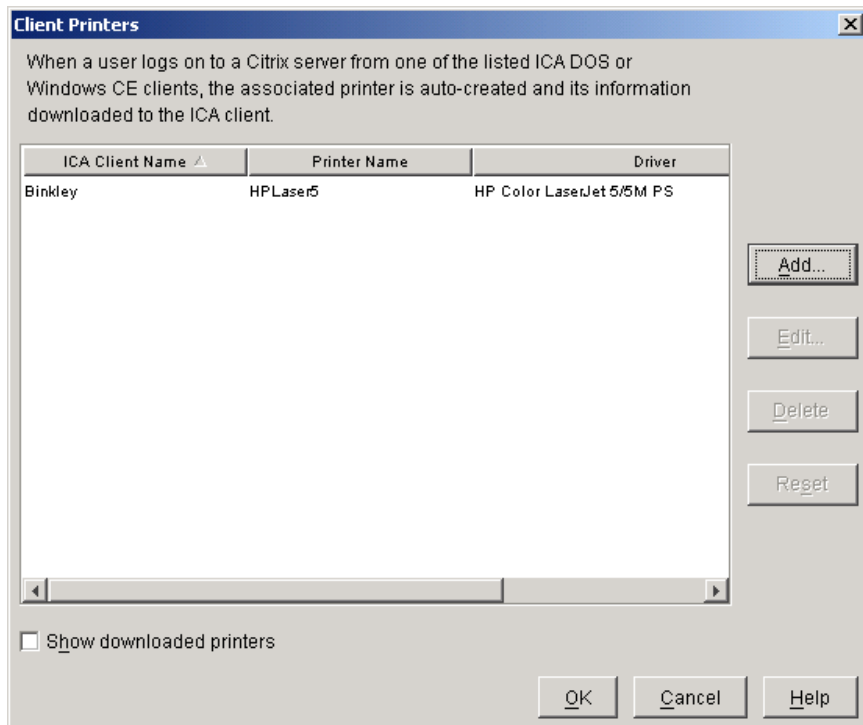 Client Printers
When a user logs on to a Citrix server from one of the listed ICA DOS or
Windows CE clients, the associated printer is auto-created and its information
downloaded to the ICA client.
ICA Client Name Printer Name Driver
Binkley HPLaser5 HP Color LaserJet 5/5M PS
Add...
Edit...
Delete
Reset
Show downloaded printers
OK Cancel Help